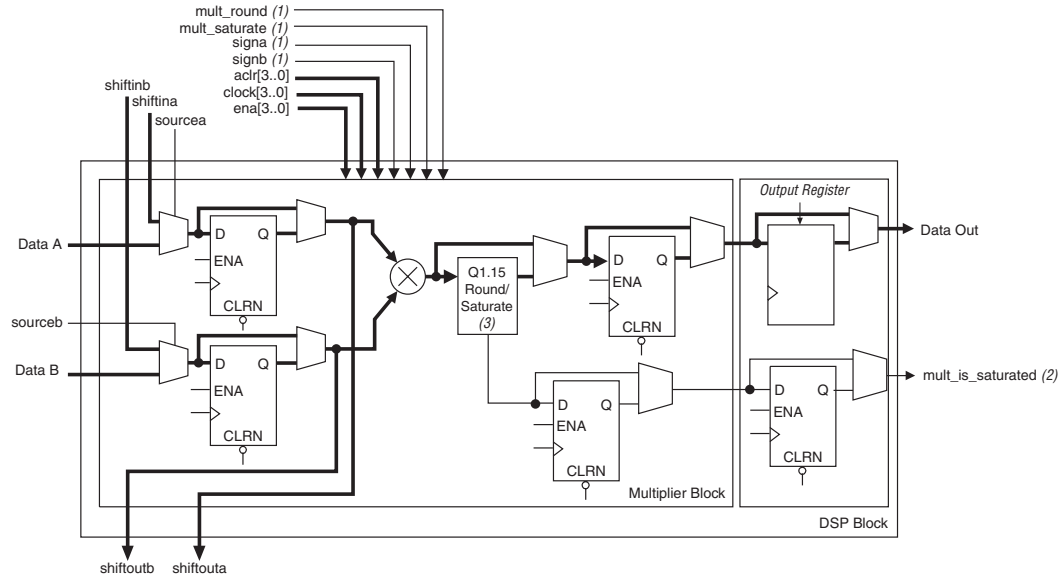 mult_round (1)
mult_saturate (1)
signa (1)
signb (1)
aclr[3..0]
clock[3..0]
ena[3..0]
shiftinb
shiftina
sourcea
Data A
D Q
ENA
CLRN
sourceb
Data B
D Q
ENA
CLRN
Q1.15
Round/
Saturate
(3)
D Q
ENA
CLRN
D Q
ENA
CLRN
Multiplier Block
Output Register
Data Out
D Q
ENA
CLRN
mult_is_saturated (2)
DSP Block
shiftoutb
shiftouta